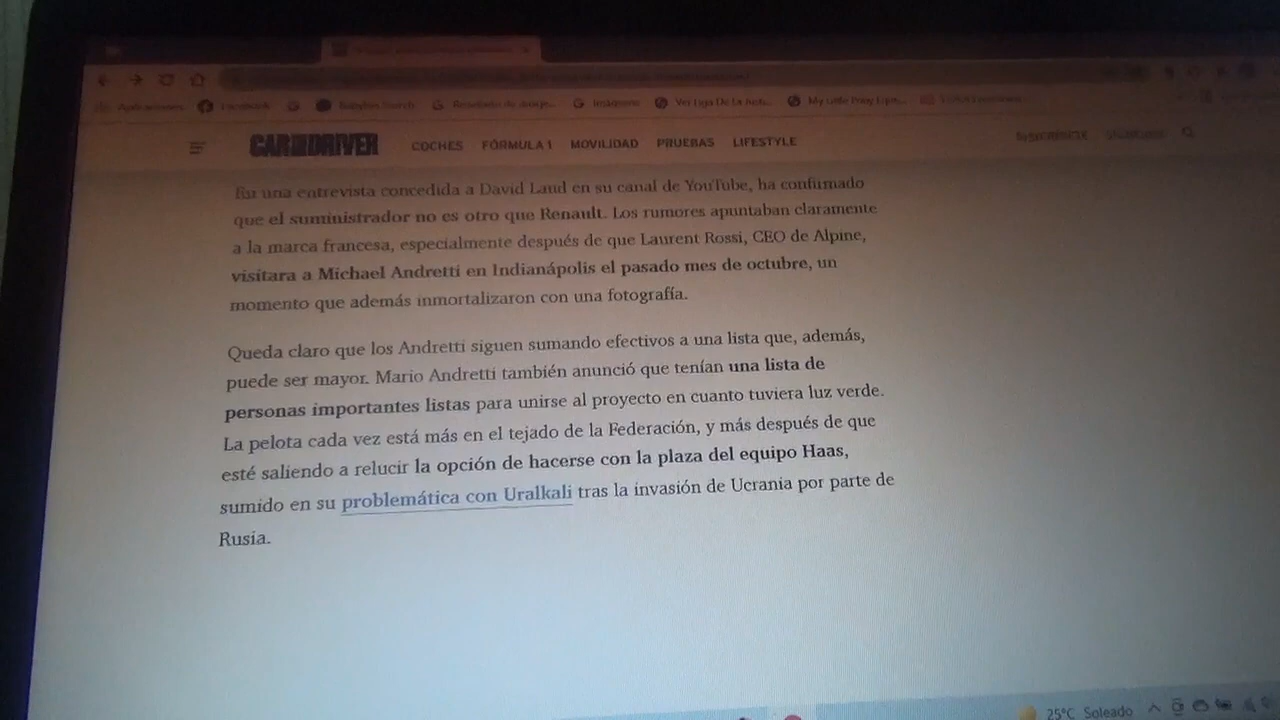 Facebook
CAR AND DRIVER
COCHES FÓRMULA 1 MOVILIDAD PRUEBAS LIFESTYLE
En una entrevista concedida a David Laud en su canal de YouTube, ha confirmado
que el suministrador no es otro que Renault. Los rumores apuntaban claramente
a la marca francesa, especialmente después de que Laurent Rossi, CEO de Alpine,
visitara a Michael Andretti en Indianápolis el pasado mes de octubre, un
momento que además inmortalizaron con una fotografía.
Queda claro que los Andretti siguen sumando efectivos a una lista que, además,
puede ser mayor. Mario Andretti también anunció que tenían una lista de
personas importantes listas para unirse al proyecto en cuanto tuviera luz verde.
La pelota cada vez está más en el tejado de la Federación, y más después de que
esté saliendo a relucir la opción de hacerse con la plaza del equipo Haas,
sumido en su problemática con Uralkali tras la invasión de Ucrania por parte de
Rusia.
25°C Soleado